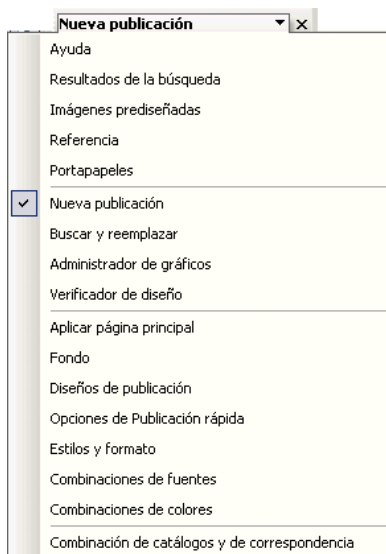 Nueva publicación
Ayuda
Resultados de la búsqueda
Imágenes prediseñadas
Referencia
Portapapeles
Nueva publicación
Buscar y reemplazar
Administrador de gráficos
Verificador de diseño
Aplicar página principal
Fondo
Diseños de publicación
Opciones de Publicación rápida
Estilos y formato
Combinaciones de fuentes
Combinaciones de colores
Combinación de catálogos y de correspondencia